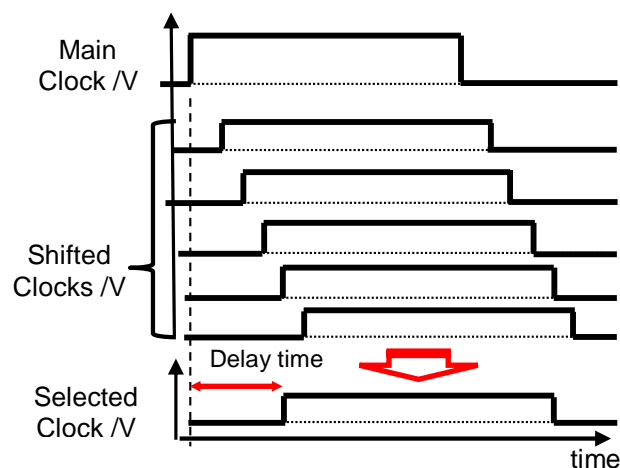 Main
Clock /V
Shifted
Clocks /V
Delay time
Selected
Clock /V
time